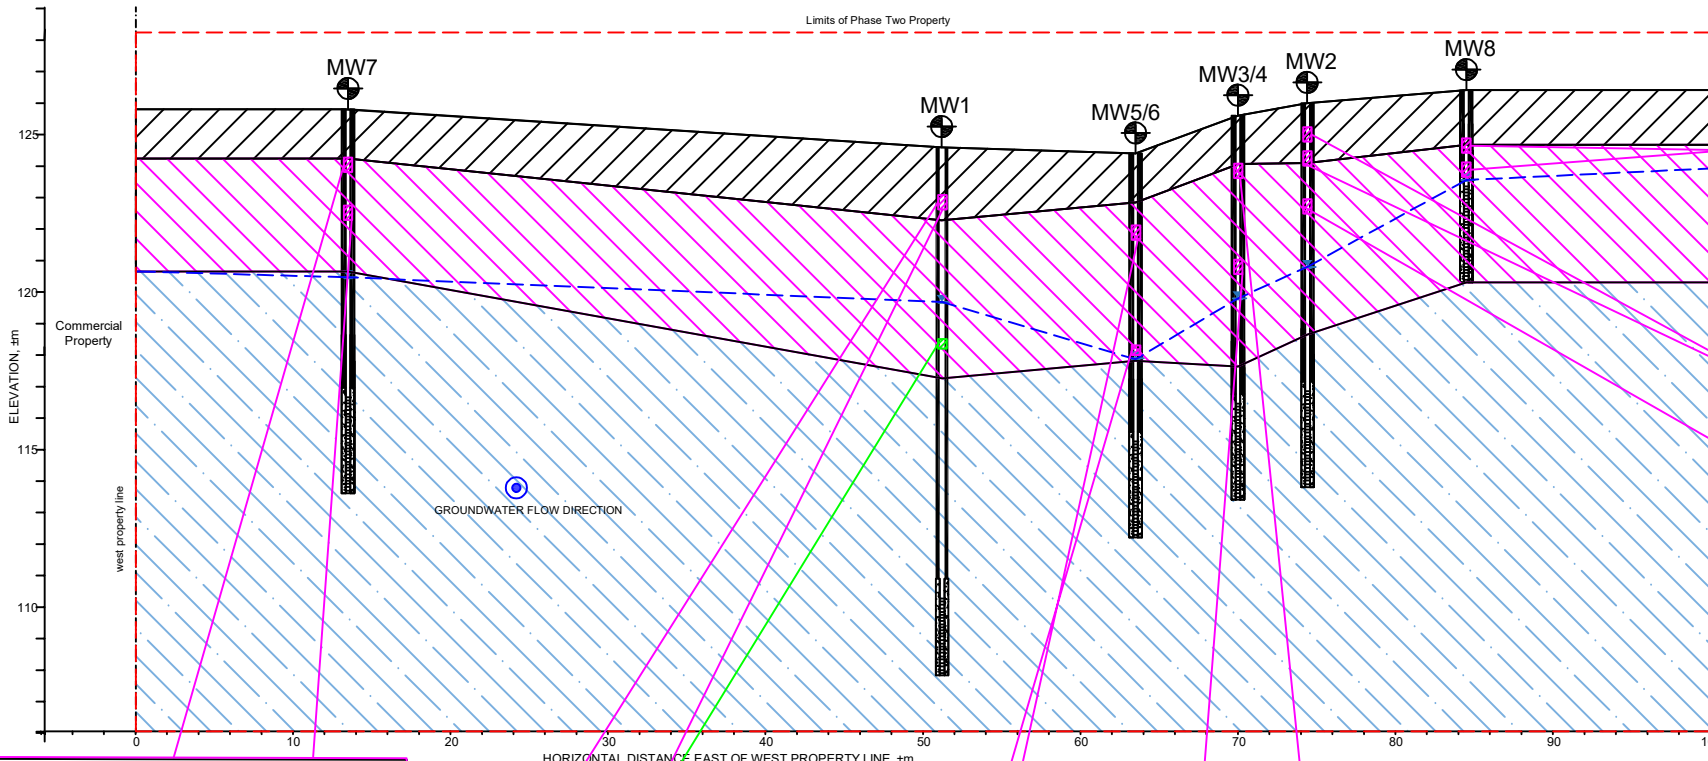 Limits of Phase Two Property
MW7
MW1
MW5/6
MW3/4
MW2
MW8
125
120
115
110
ELEVATION, ±m
Commercial
Property
west property line
GROUNDWATER FLOW DIRECTION
0 10 20 30 40 50 60 70 80 90 1
HORIZONTAL DISTANCE EAST OF WEST PROPERTY LINE, ±m